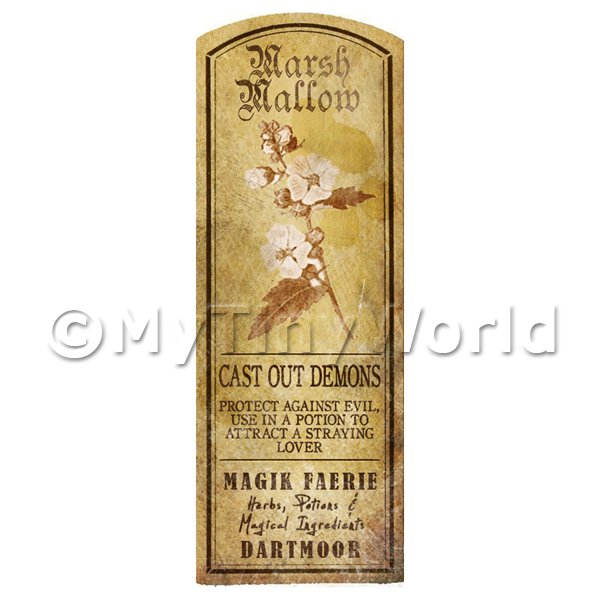 Marsh
Mallow
©MyTinyWorld
CAST OUT DEMONS
PROTECT AGAINST EVIL,
USE IN A POTION TO
ATTRACT A STRAYING
LOVER
MAGIK FAERIE
Herbs, Potions &
Magical Ingredients
DARTMOOR